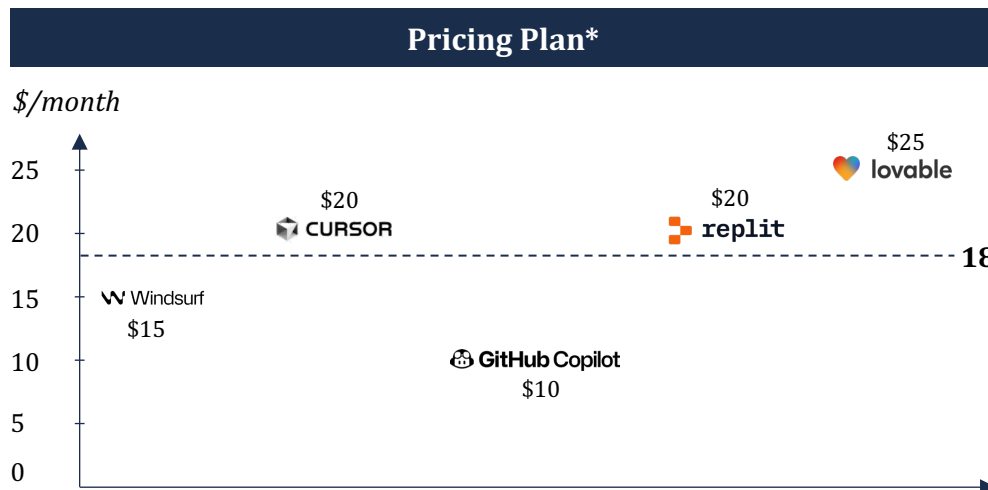 Pricing Plan*
$/month
$25
25
lovable
$20
$20
CURSOR
replit
20
18
15
Windsurf
$15
10
GitHub Copilot
$10
5
0